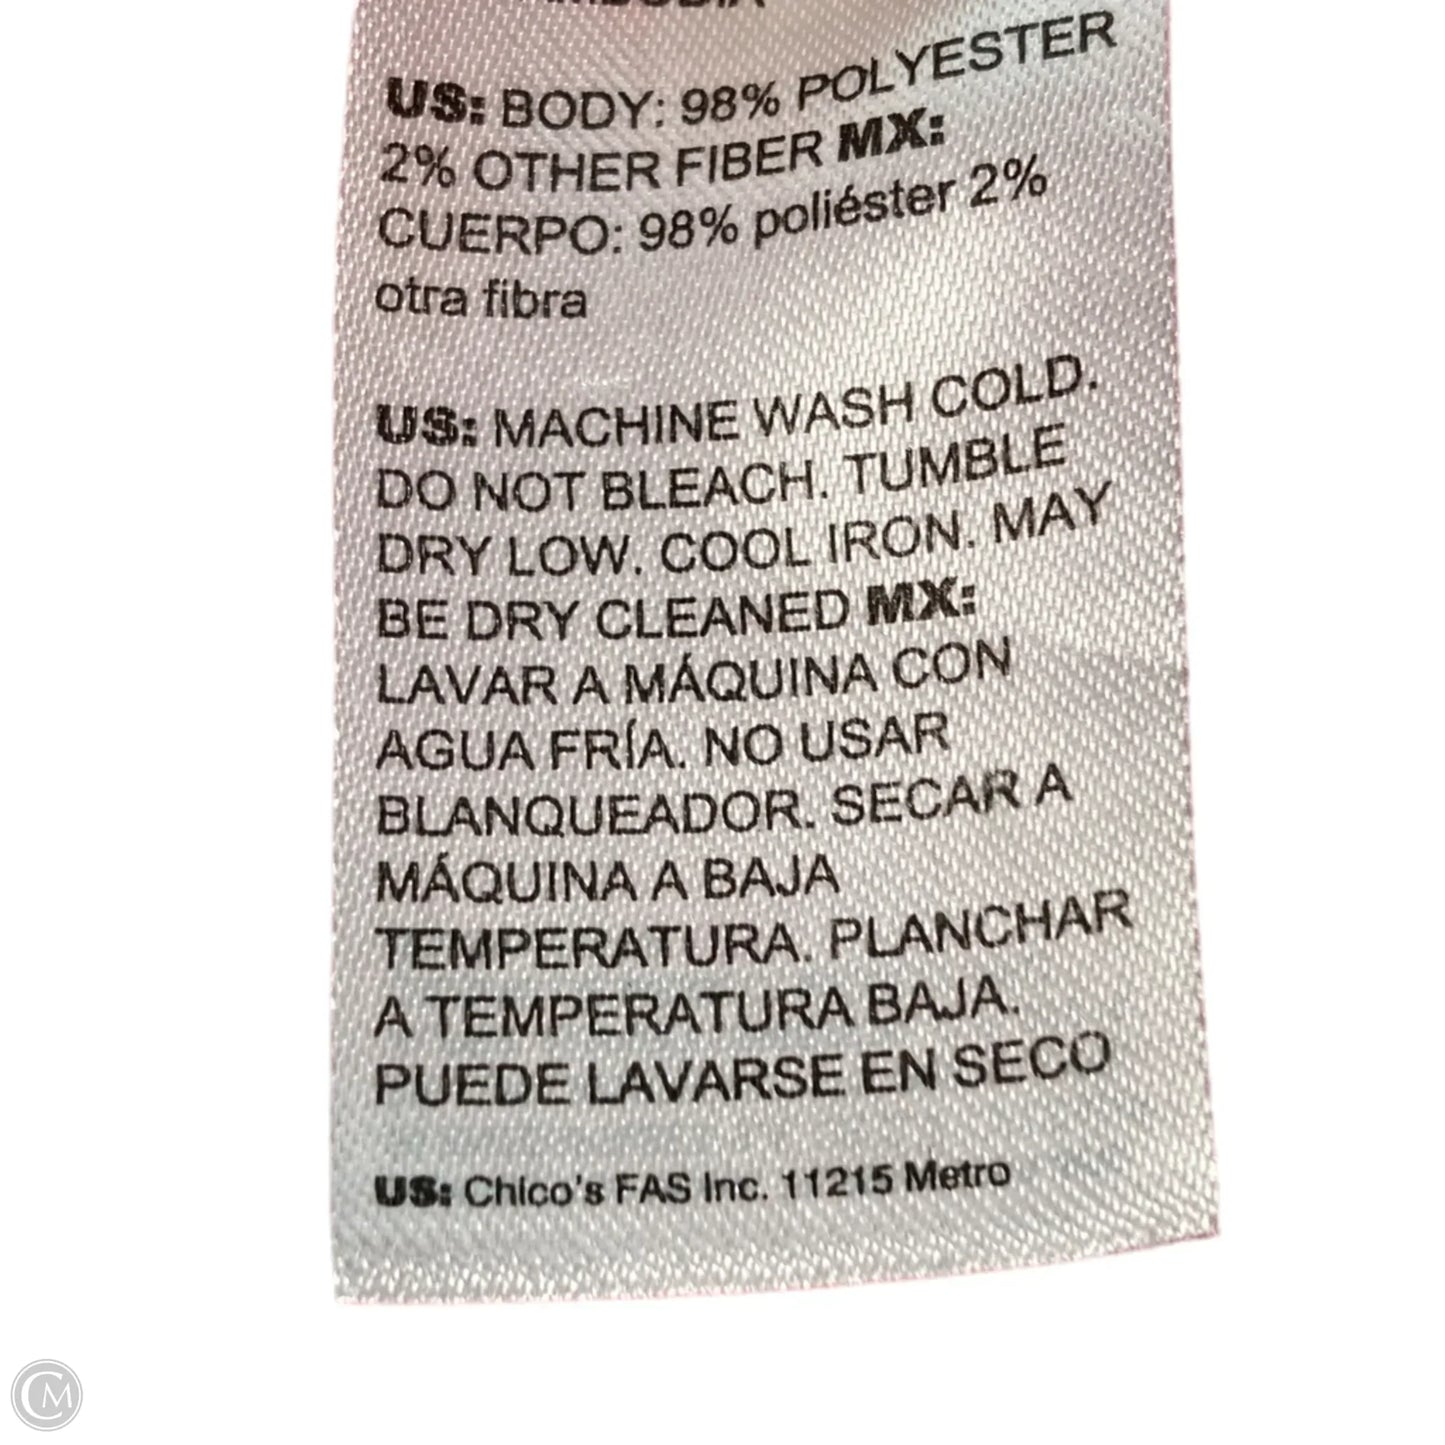 US: BODY: 98% POLYESTER
2% OTHER FIBER MX:
CUERPO: 98% poliéster 2%
otra fibra
US: MACHINE WASH COLD.
DO NOT BLEACH. TUMBLE
DRY LOW. COOL IRON. MAY
BE DRY CLEANED MX:
LAVAR A MÁQUINA CON
AGUA FRÍA. NO USAR
BLANQUEADOR. SECAR A
MÁQUINA A BAJA
TEMPERATURA. PLANCHAR
A TEMPERATURA BAJA.
PUEDE LAVARSE EN SECO
US: Chico's FAS Inc. 11215 Metro
CM